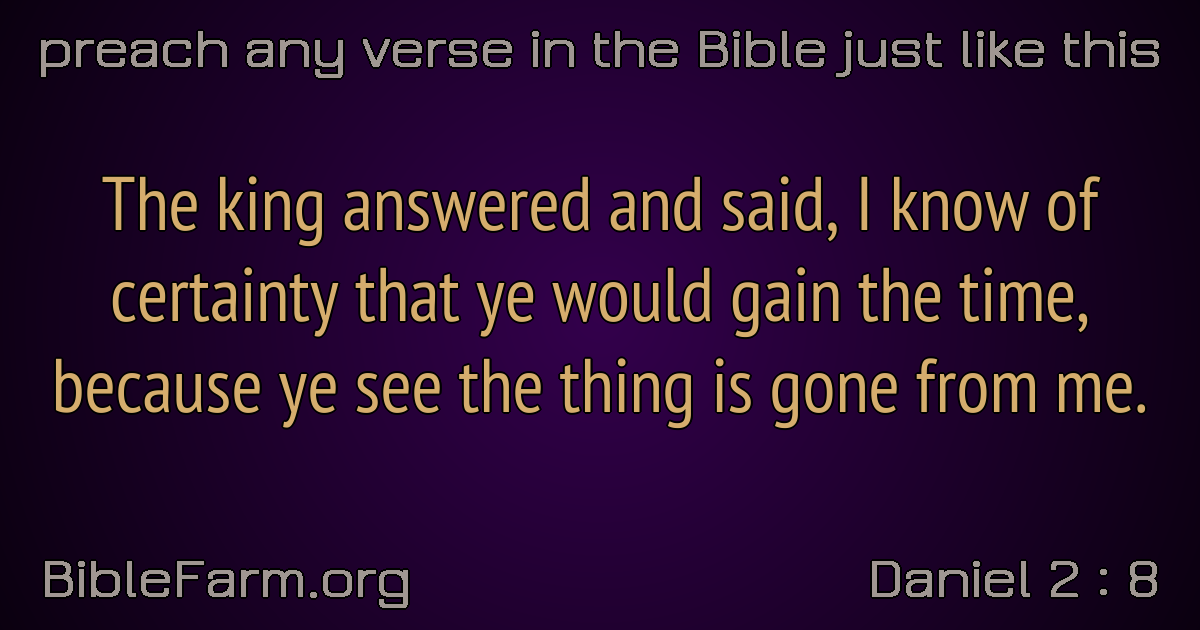 preach any verse in the Bible just like this
The king answered and said, I know of
certainty that ye would gain the time,
because ye see the thing is gone from me.
BibleFarm.org
Daniel 2 : 8